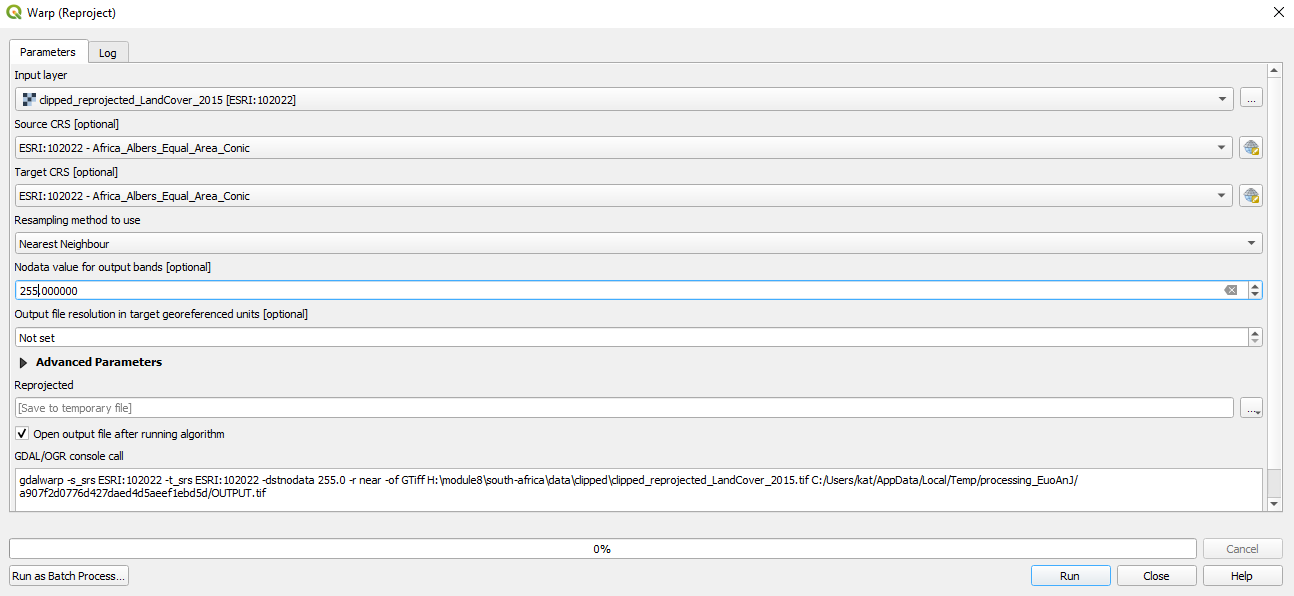 Warp (Reproject)
Parameters
Log
Input layer
clipped_reprojected_LandCover_2015 [ESRI:102022]
...
Source CRS [optional]
ESRI:102022 - Africa_Albers_Equal_Area_Conic
Target CRS [optional]
ESRI:102022 - Africa_Albers_Equal_Area_Conic
Resampling method to use
Nearest Neighbour
Nodata value for output bands [optional]
255.000000
Output file resolution in target georeferenced units [optional]
Not set
Advanced Parameters
Reprojected
[Save to temporary file]
...
Open output file after running algorithm
GDAL/OGR console call
gdalwarp -s_srs ESRI:102022 -t_srs ESRI:102022 -dstnodata 255.0 -r near -of GTiff H:\module8\south-africa\data\clipped\clipped_reprojected_LandCover_2015.tif C:/Users/kat/AppData/Local/Temp/processing_EuoAnJ/
a907f2d0776d427daed4d5aeef1ebd5d/OUTPUT.tif
0%
Cancel
Run as Batch Process...
Run
Close
Help